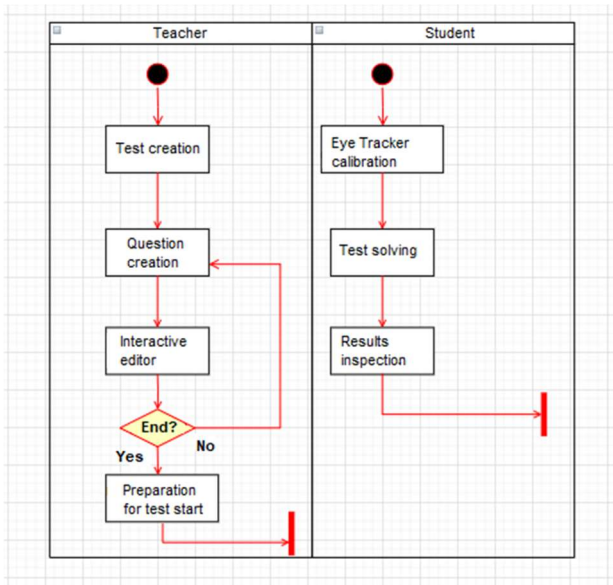 Teacher
Student
Test creation
Question
creation
Interactive
editor
End?
No
Yes
Preparation
for test start
Eye Tracker
calibration
Test solving
Results
inspection